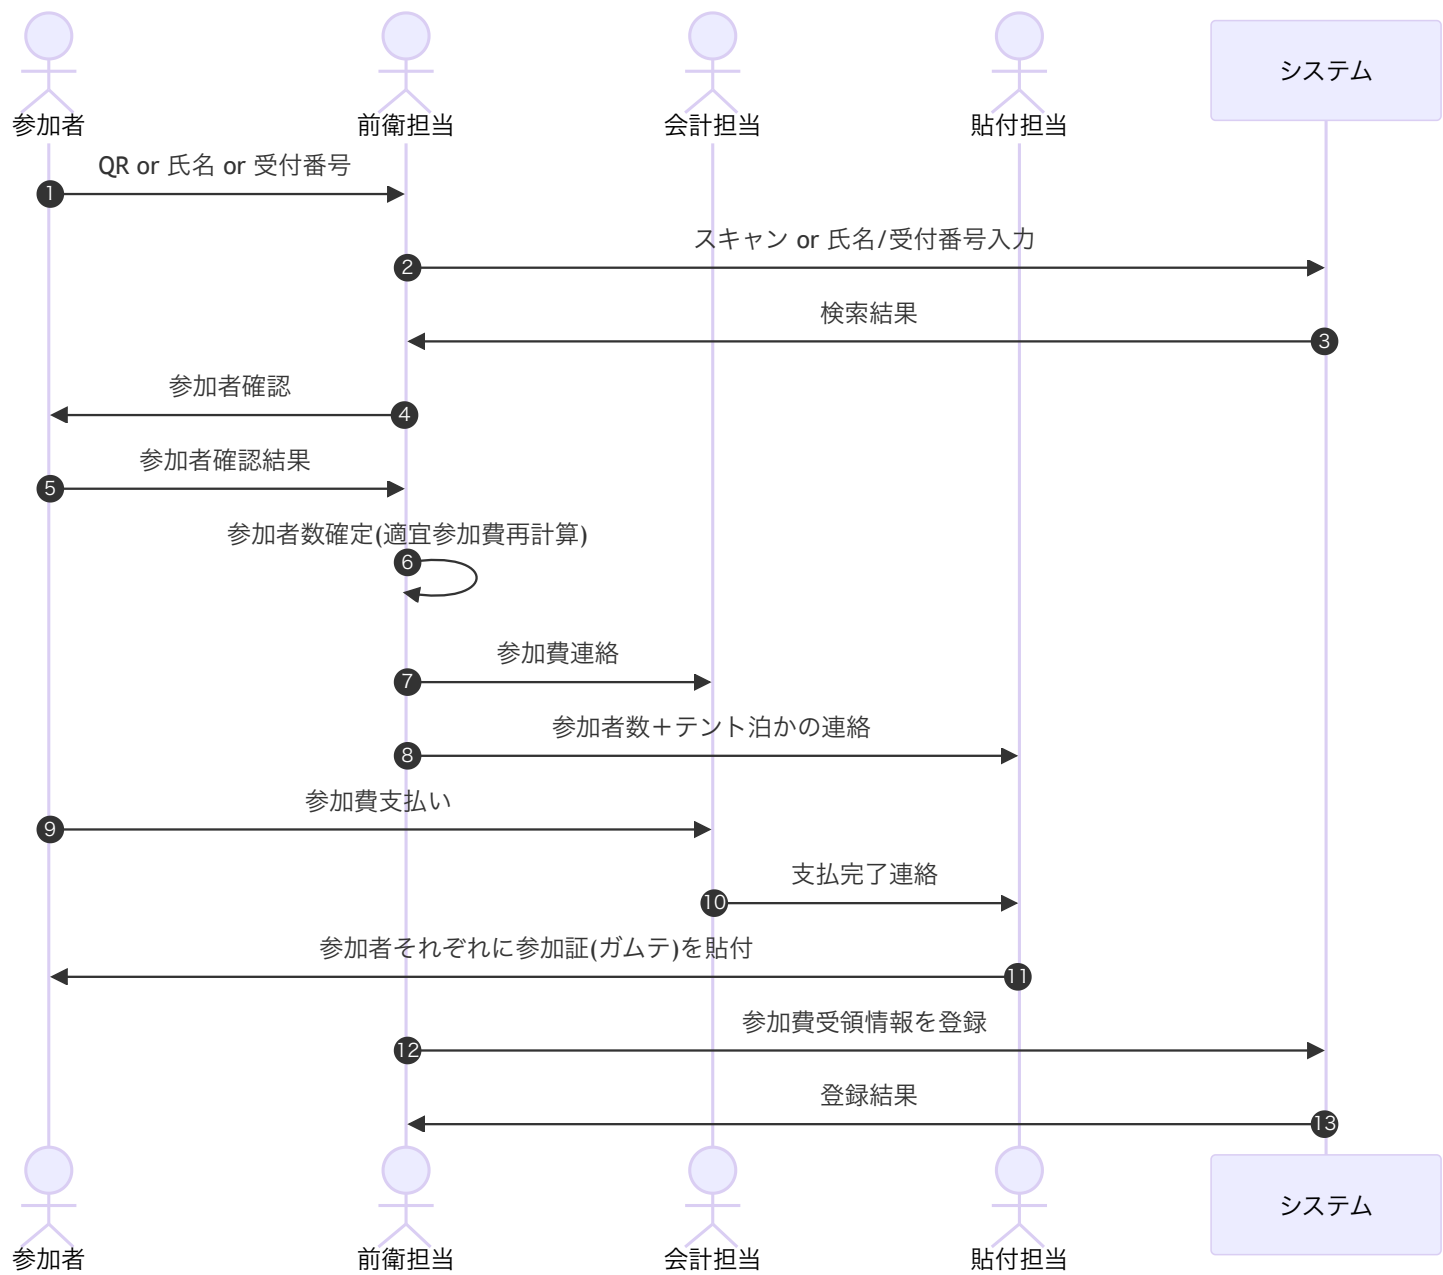 参加者
前衛担当
会計担当
貼付担当
システム
QR or 氏名 or 受付番号
1
スキャン or 氏名/受付番号入力
2
検索結果
3
参加者確認
4
参加者確認結果
5
参加者数確定(適宜参加費再計算)
6
参加費連絡
7
参加者数＋テント泊かの連絡
8
参加費支払い
9
支払完了連絡
10
参加者それぞれに参加証(ガムテ)を貼付
11
参加費受領情報を登録
12
登録結果
13
参加者
前衛担当
会計担当
貼付担当
システム